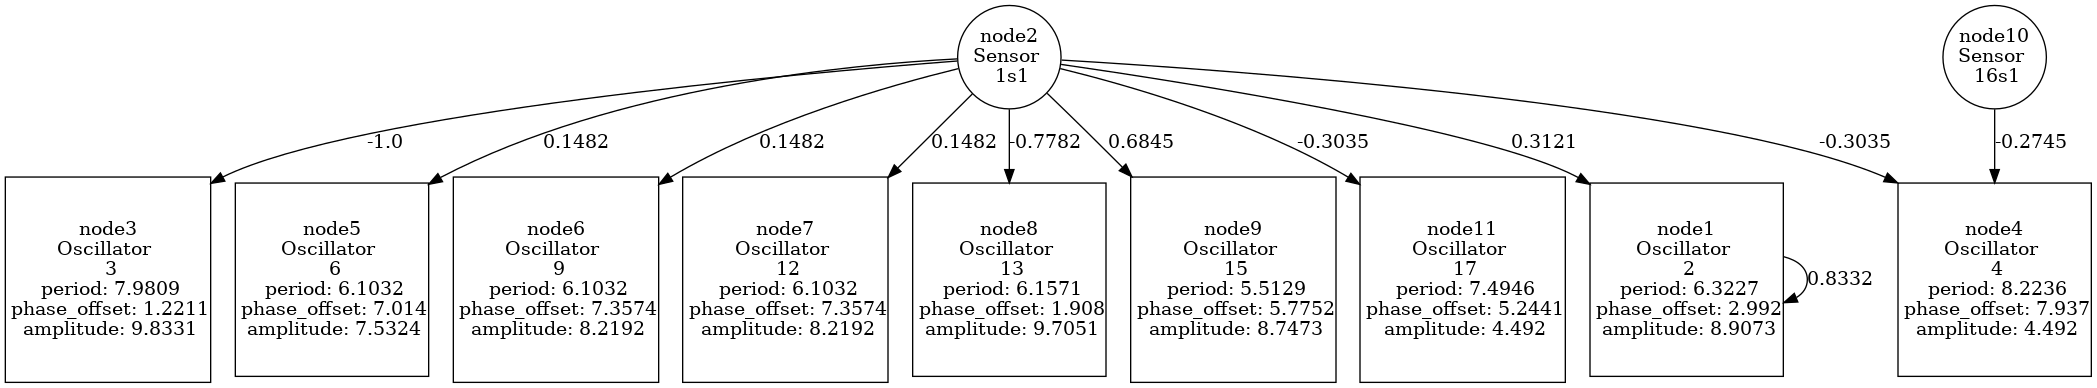 node2
Sensor
1s1
node10
Sensor
16s1
-1.0
0.1482
0.1482
0.1482
-0.7782
0.6845
-0.3035
0.3121
-0.3035
-0.2745
node3
Oscillator
3
period: 7.9809
phase_offset: 1.2211
amplitude: 9.8331
node5
Oscillator
6
period: 6.1032
phase_offset: 7.014
amplitude: 7.5324
node6
Oscillator
9
period: 6.1032
phase_offset: 7.3574
amplitude: 8.2192
node7
Oscillator
12
period: 6.1032
phase_offset: 7.3574
amplitude: 8.2192
node8
Oscillator
13
period: 6.1571
phase_offset: 1.908
amplitude: 9.7051
node9
Oscillator
15
period: 5.5129
phase_offset: 5.7752
amplitude: 8.7473
node11
Oscillator
17
period: 7.4946
phase_offset: 5.2441
amplitude: 4.492
node1
Oscillator
2
period: 6.3227
phase_offset: 2.992
amplitude: 8.9073
0.8332
node4
Oscillator
4
period: 8.2236
phase_offset: 7.937
amplitude: 4.492